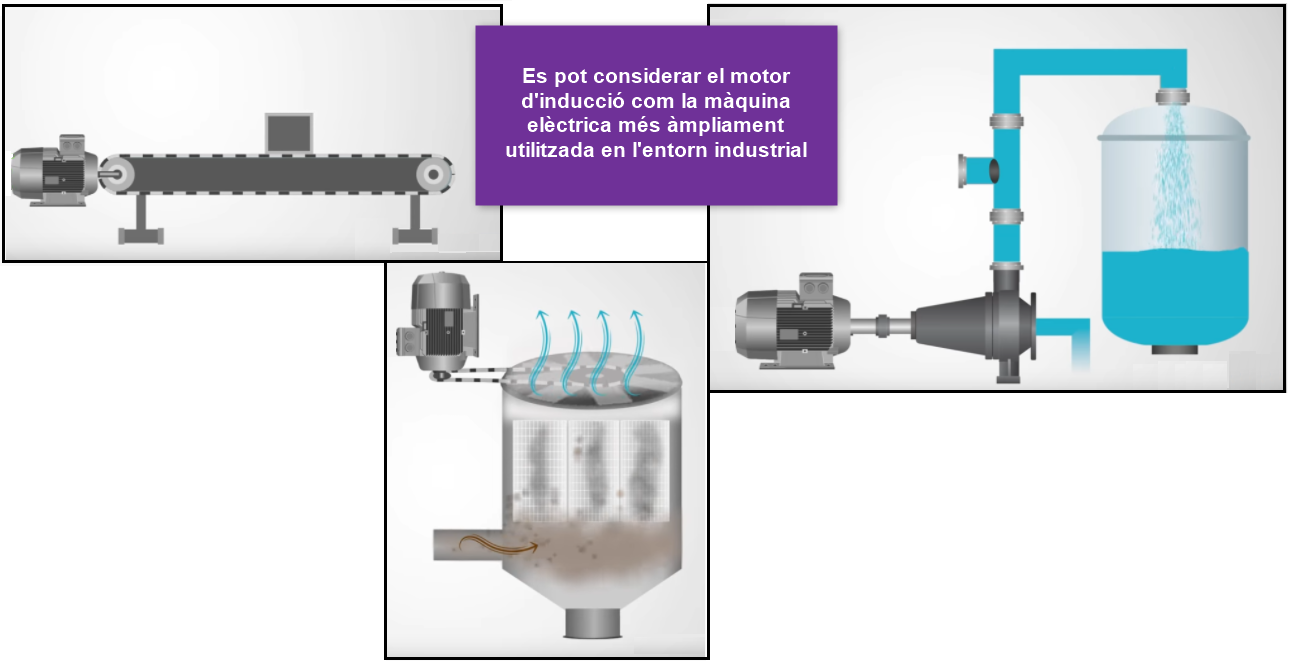 Es pot considerar el motor
d'inducció com la màquina
elèctrica més àmpliament
utilitzada en l'entorn industrial